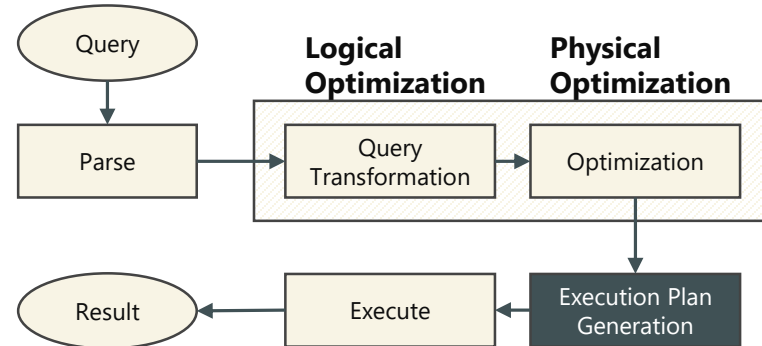 Query
Logical
Optimization
Physical
Optimization
Parse
Query
Transformation
Optimization
Result
Execute
Execution Plan
Generation